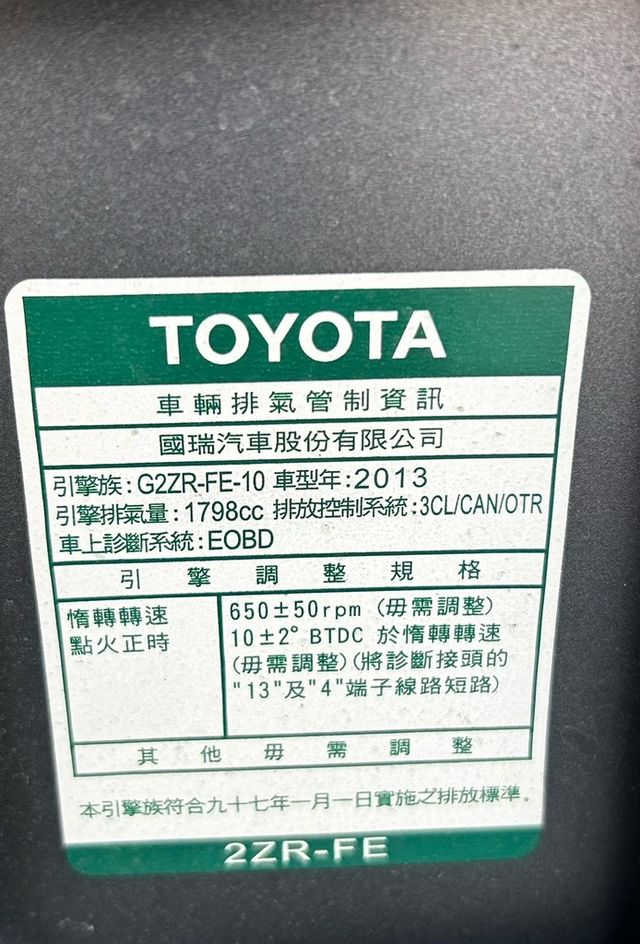 TOYOTA
車輛排氣管制資訊
國瑞汽車股份有限公司
引擎族:G2ZR-FE-10 車型年:2013
引擎排氣量:1798cc 排放控制系統:3CL/CAN/OTR
車上診斷系統:EOBD
引擎調整規格
惰轉轉速 650±50rpm (毋需調整)
點火正時 10±2° BTDC 於惰轉轉速
(毋需調整)(將診斷接頭的
"13"及"4"端子線路短路)
其他毋需調整
本引擎族符合九十七年一月一日實施之排放標準。
2ZR-FE